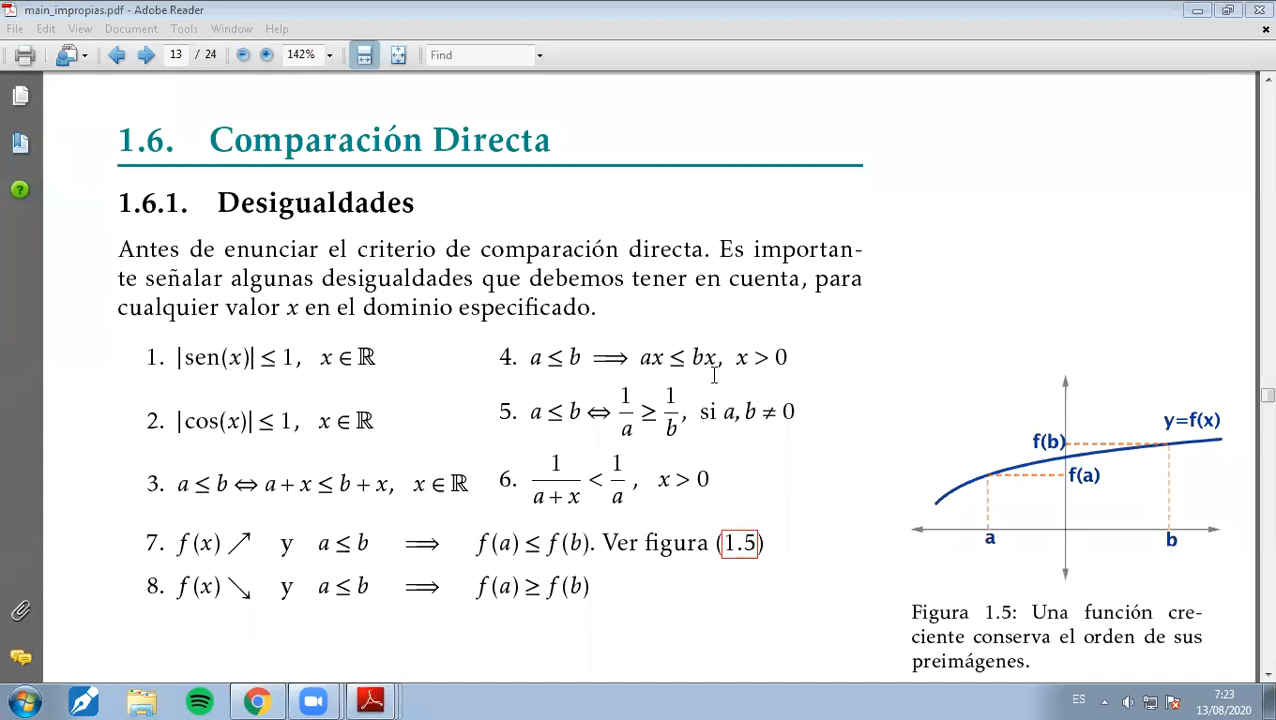 main_impropias.pdf - Adobe Reader
File Edit View Document Tools Window Help
13 / 24 142% Find
1.6. Comparación Directa
1.6.1. Desigualdades
Antes de enunciar el criterio de comparación directa. Es importan-
te señalar algunas desigualdades que debemos tener en cuenta, para
cualquier valor x en el dominio especificado.
1. |sen(x)| ≤ 1, x ∈ ℝ
2. |cos(x)| ≤ 1, x ∈ ℝ
3. a ≤ b ⇔ a + x ≤ b + x, x ∈ ℝ
4. a ≤ b ⟹ ax ≤ bx, x > 0
5. a ≤ b ⇔ 1/a ≥ 1/b, si a, b ≠ 0
6. 1/(a + x) < 1/a, x > 0
7. f(x) ↗ y a ≤ b ⟹ f(a) ≤ f(b). Ver figura (1.5)
8. f(x) ↘ y a ≤ b ⟹ f(a) ≥ f(b)
y=f(x)
f(b)
f(a)
a
b
Figura 1.5: Una función cre-
ciente conserva el orden de sus
preimágenes.
ES
7:23
13/08/2020